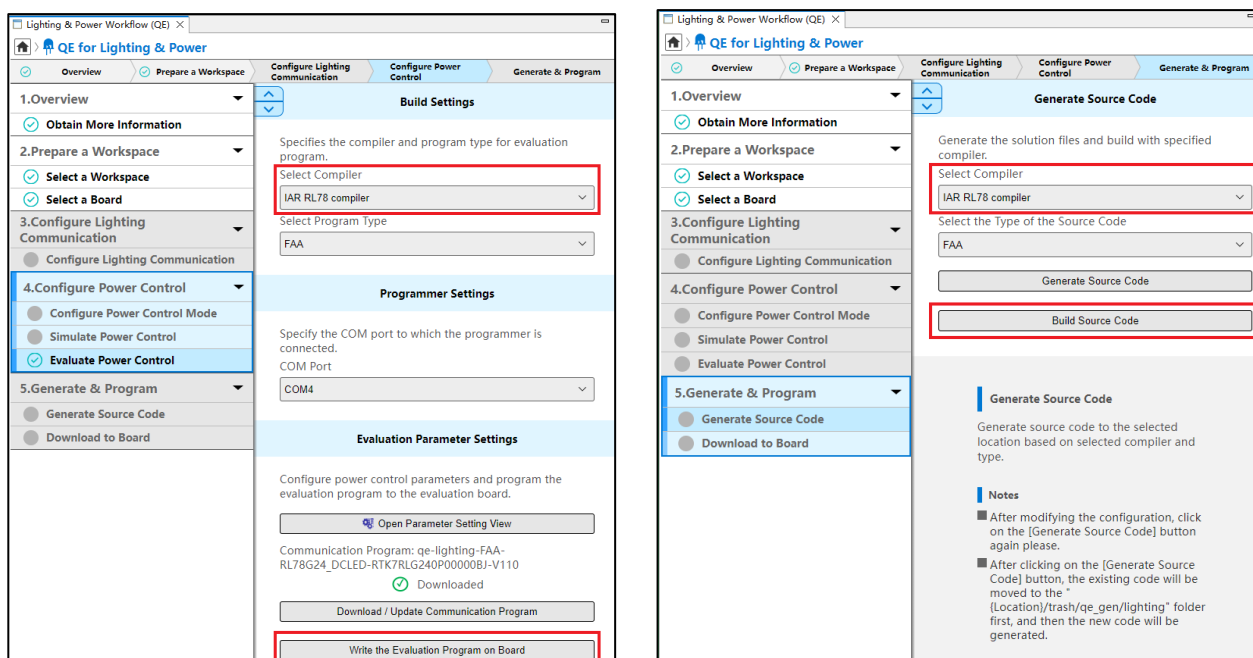 Lighting & Power Workflow (QE)
QE for Lighting & Power
Overview
Prepare a Workspace
Configure Lighting
Communication
Configure Power
Control
Generate & Program
1.Overview
Obtain More Information
2.Prepare a Workspace
Select a Workspace
Select a Board
3.Configure Lighting
Communication
Configure Lighting Communication
4.Configure Power Control
Configure Power Control Mode
Simulate Power Control
Evaluate Power Control
5.Generate & Program
Generate Source Code
Download to Board
Build Settings
Specifies the compiler and program type for evaluation
program.
Select Compiler
IAR RL78 compiler
Select Program Type
FAA
Programmer Settings
Specify the COM port to which the programmer is
connected.
COM Port
COM4
Evaluation Parameter Settings
Configure power control parameters and program the
evaluation program to the evaluation board.
Open Parameter Setting View
Communication Program: qe-lighting-FAA-
RL78G24_DCLED-RTK7RLG240P00000BJ-V110
Downloaded
Download / Update Communication Program
Write the Evaluation Program on Board
Lighting & Power Workflow (QE)
QE for Lighting & Power
Overview
Prepare a Workspace
Configure Lighting
Communication
Configure Power
Control
Generate & Program
1.Overview
Obtain More Information
2.Prepare a Workspace
Select a Workspace
Select a Board
3.Configure Lighting
Communication
Configure Lighting Communication
4.Configure Power Control
Configure Power Control Mode
Simulate Power Control
Evaluate Power Control
5.Generate & Program
Generate Source Code
Download to Board
Generate Source Code
Generate the solution files and build with specified
compiler.
Select Compiler
IAR RL78 compiler
Select the Type of the Source Code
FAA
Generate Source Code
Build Source Code
Generate Source Code
Generate source code to the selected
location based on selected compiler and
type.
Notes
After modifying the configuration, click
on the [Generate Source Code] button
again please.
After clicking on the [Generate Source
Code] button, the existing code will be
moved to the "
{Location}/trash/qe_gen/lighting" folder
first, and then the new code will be
generated.